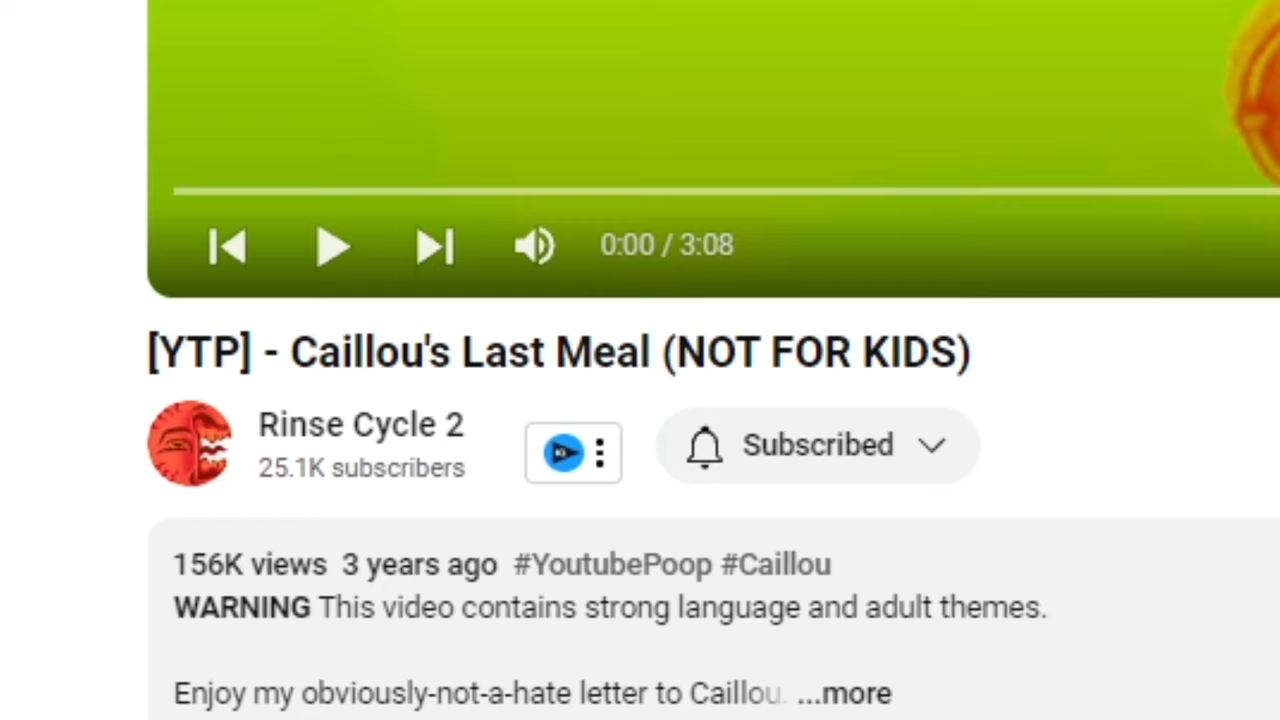 0:00 / 3:08
[YTP] - Caillou's Last Meal (NOT FOR KIDS)
Rinse Cycle 2
25.1K subscribers
Subscribed
156K views 3 years ago #YoutubePoop #Caillou
WARNING This video contains strong language and adult themes.
Enjoy my obviously-not-a-hate letter to Caillou. ...more